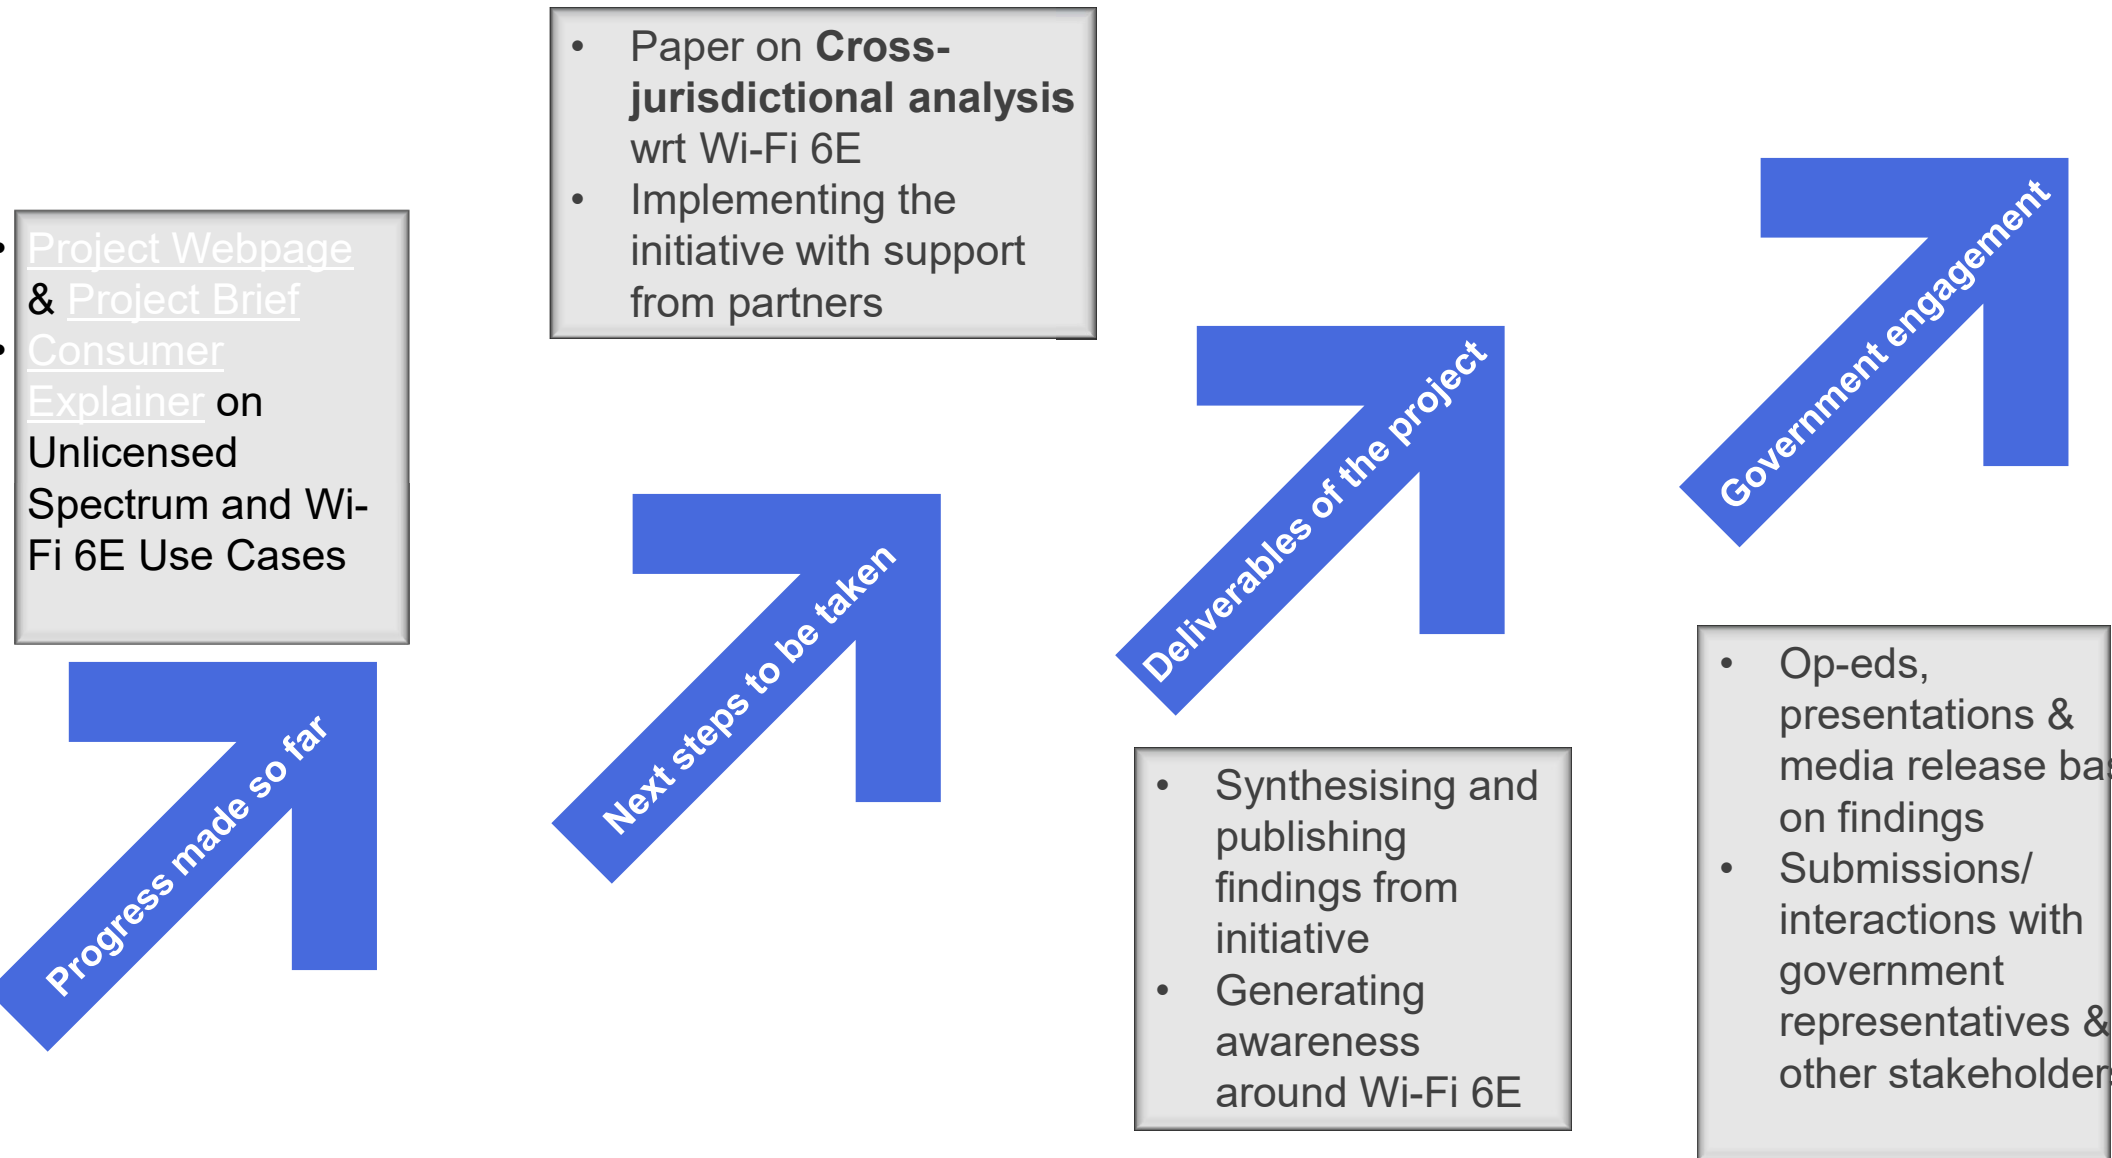 • Project Webpage
& Project Brief
• Consumer
Explainer on
Unlicensed
Spectrum and Wi-
Fi 6E Use Cases
Progress made so far
• Paper on Cross-
jurisdictional analysis
wrt Wi-Fi 6E
• Implementing the
initiative with support
from partners
Next steps to be taken
Deliverables of the project
• Synthesising and
publishing
findings from
initiative
• Generating
awareness
around Wi-Fi 6E
Government engagement
• Op-eds,
presentations &
media release
on findings
• Submissions/
interactions with
government
representatives &
other stakeholders